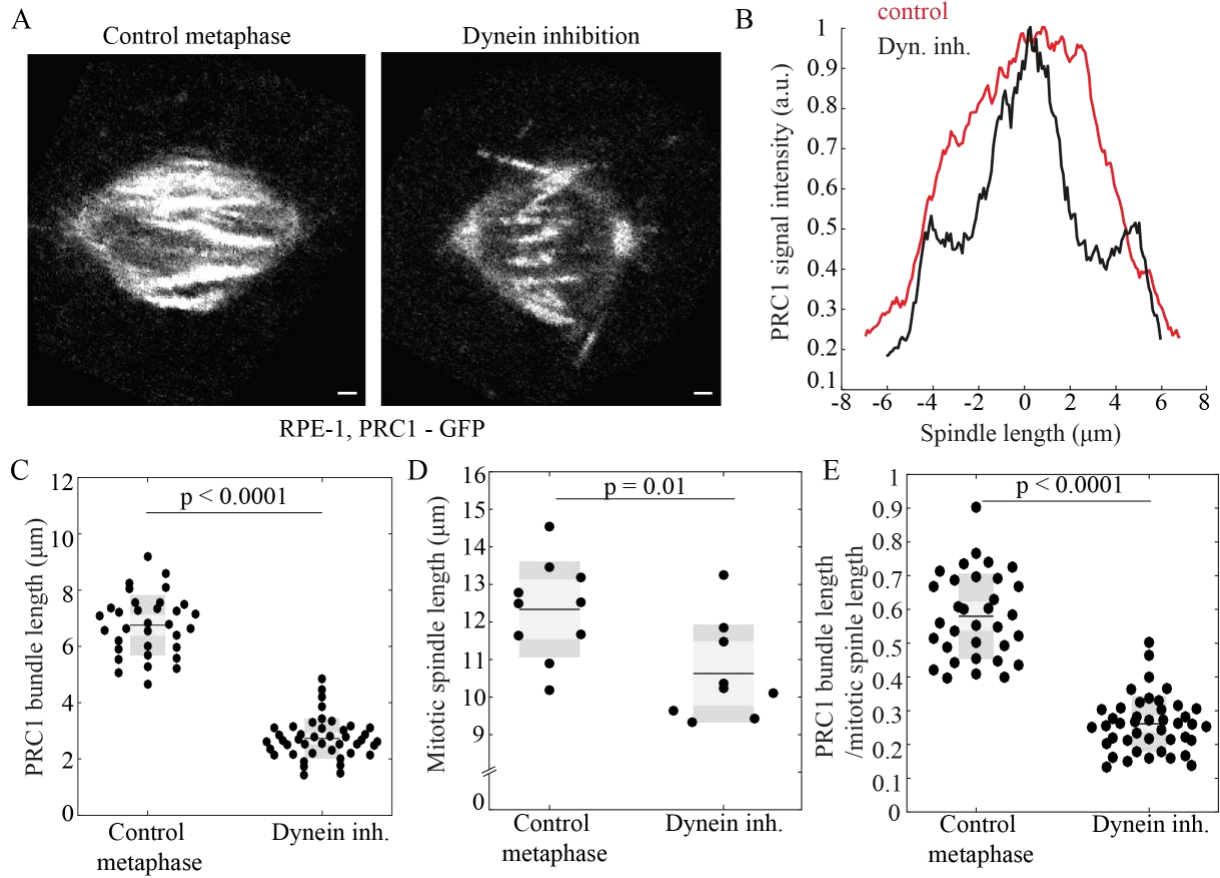 A
Control metaphase
Dynein inhibition
RPE-1, PRC1 - GFP
B
control
Dyn. inh.
PRC1 signal intensity (a.u.)
1
0.9
0.8
0.7
0.6
0.5
0.4
0.3
0.2
0.1
-8 -6 -4 -2 0 2 4 6 8
Spindle length (μm)
C
p < 0.0001
PRC1 bundle length (μm)
12
10
8
6
4
2
0
Control
metaphase
Dynein inh.
D
p = 0.01
Mitotic spindle length (μm)
16
15
14
13
12
11
10
9
0
Control
metaphase
Dynein inh.
E
p < 0.0001
PRC1 bundle length
/mitotic spinle length
1
0.9
0.8
0.7
0.6
0.5
0.4
0.3
0.2
0.1
0
Control
metaphase
Dynein inh.